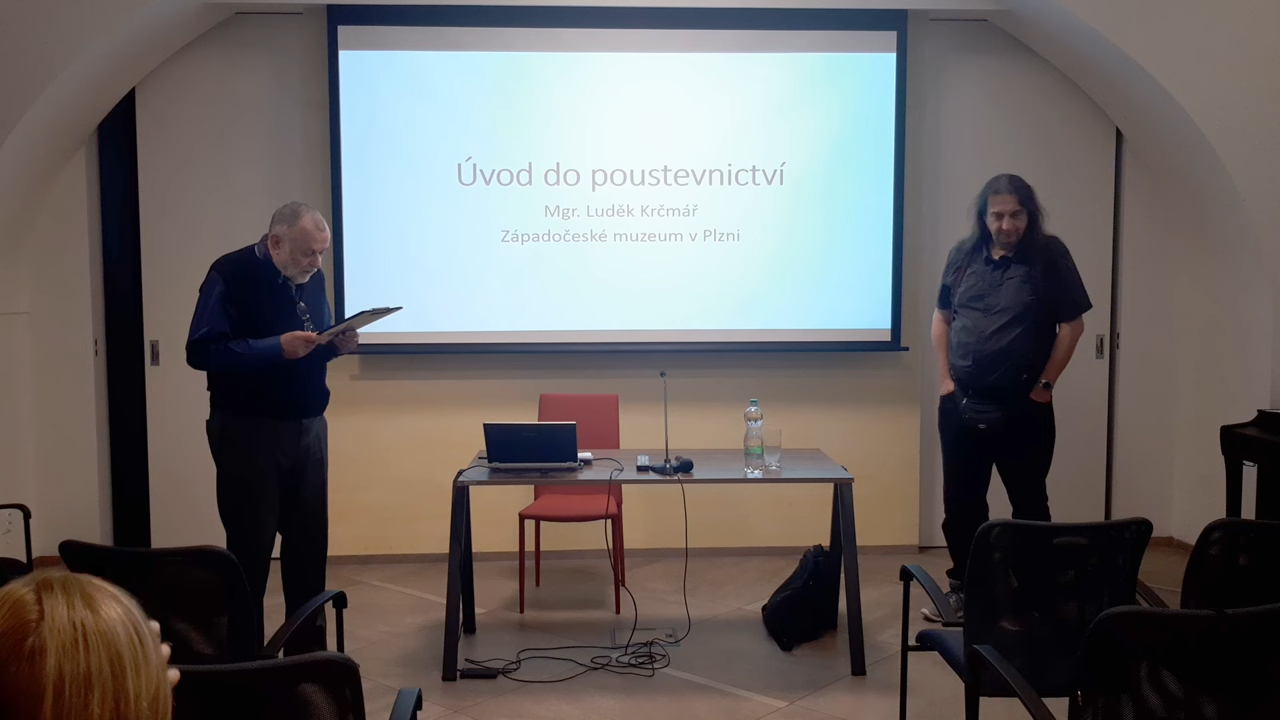 Úvod do poustevnictví
Mgr. Luděk Krčmář
Západočeské muzeum v Plzni